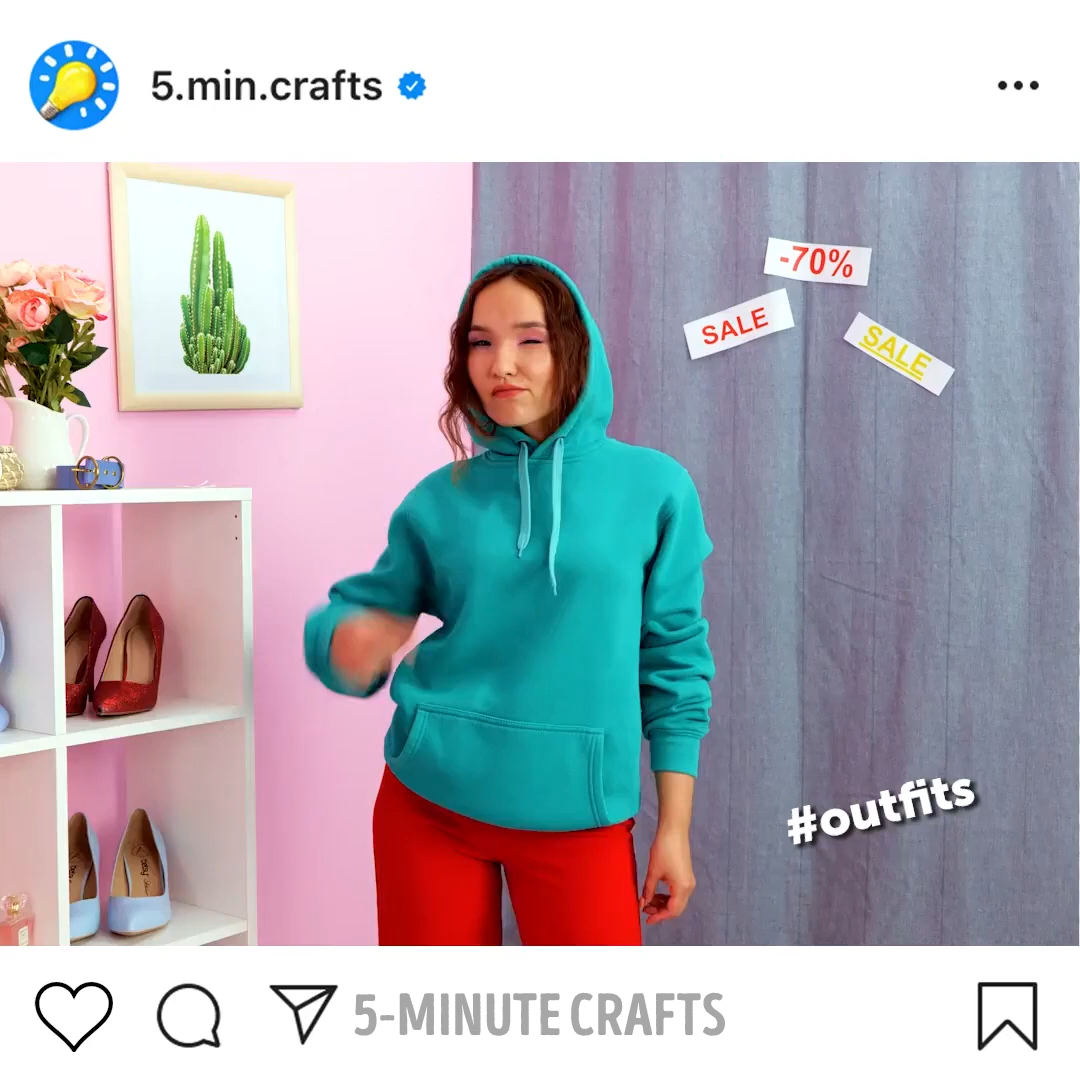 5.min.crafts
-70%
SALE
SALE
#outfits
5-MINUTE CRAFTS